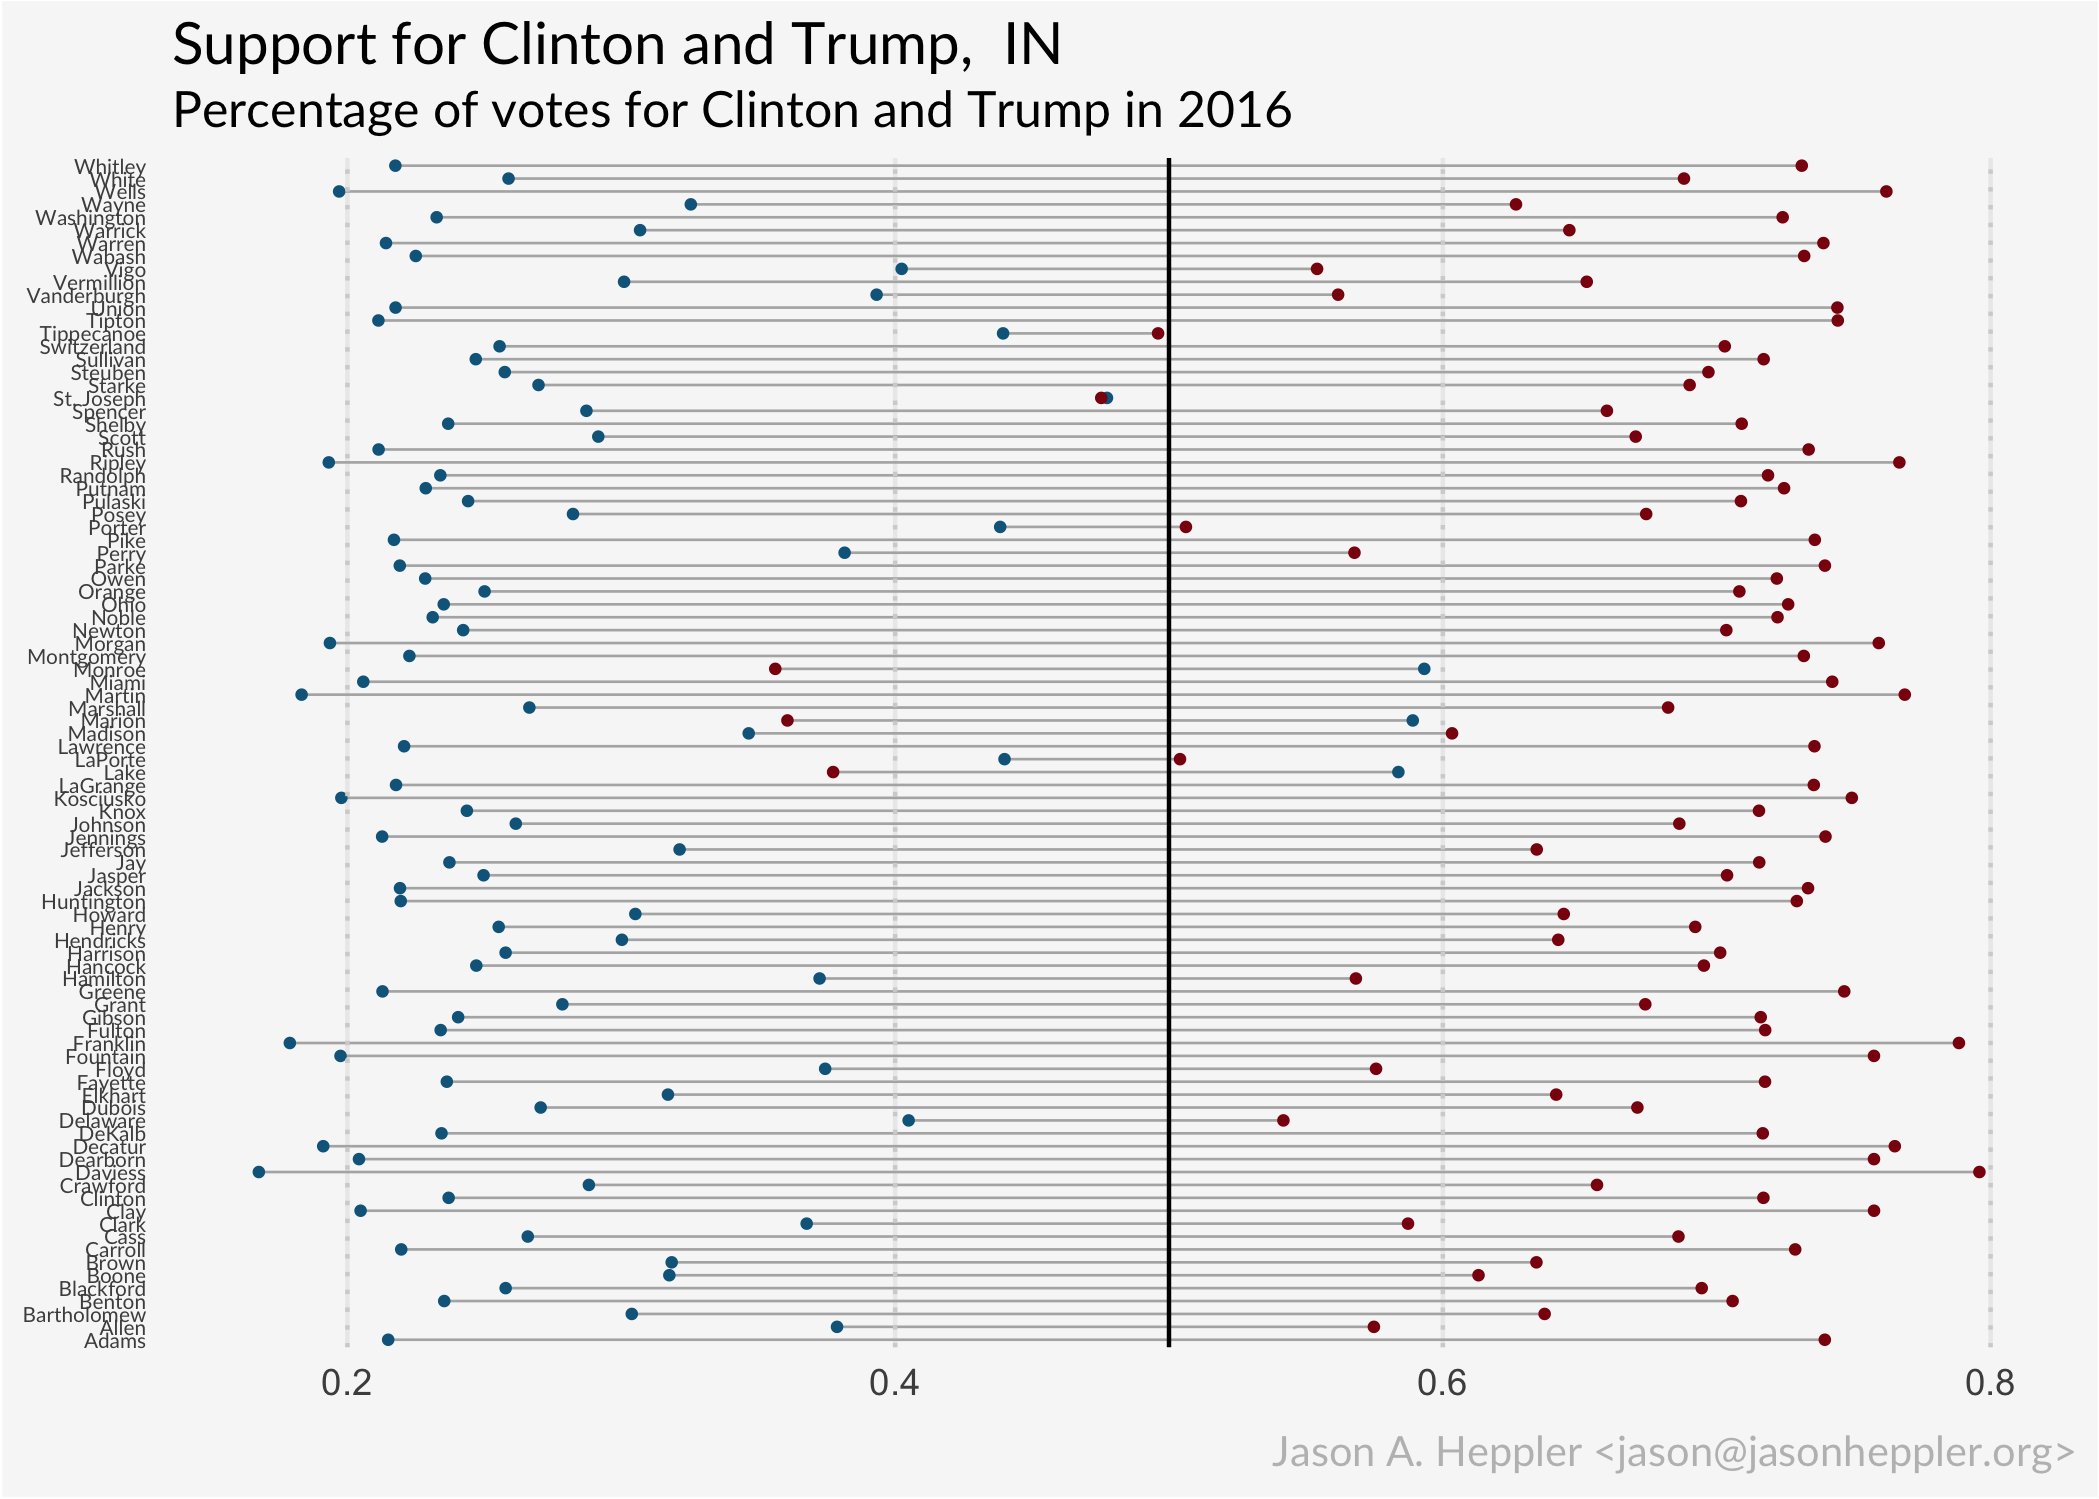 Support for Clinton and Trump,  IN
Percentage of votes for Clinton and Trump in 2016
Whitley
White
Wells
Wayne
Washington
Warrick
Warren
Wabash
Vigo
Vermillion
Vanderburgh
Union
Tipton
Tippecanoe
Switzerland
Sullivan
Steuben
Starke
St. Joseph
Spencer
Shelby
Scott
Rush
Ripley
Randolph
Putnam
Pulaski
Posey
Porter
Pike
Perry
Parke
Owen
Orange
Ohio
Noble
Newton
Morgan
Montgomery
Monroe
Miami
Martin
Marshall
Marion
Madison
Lawrence
LaPorte
Lake
LaGrange
Kosciusko
Knox
Johnson
Jennings
Jefferson
Jay
Jasper
Jackson
Huntington
Howard
Henry
Hendricks
Harrison
Hancock
Hamilton
Greene
Grant
Gibson
Fulton
Franklin
Fountain
Floyd
Fayette
Elkhart
Dubois
Delaware
DeKalb
Decatur
Dearborn
Daviess
Crawford
Clinton
Clay
Clark
Cass
Carroll
Brown
Boone
Blackford
Benton
Bartholomew
Allen
Adams
0.2 0.4 0.6 0.8
Jason A. Heppler <jason@jasonheppler.org>